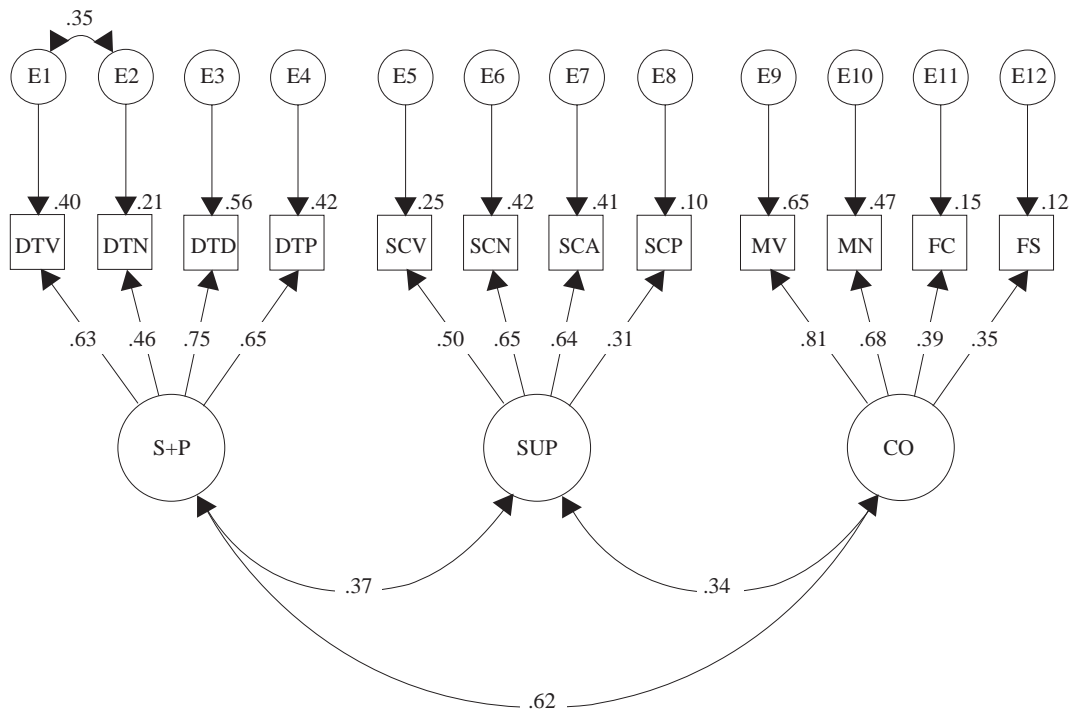 .35
E1 E2 E3 E4 E5 E6 E7 E8 E9 E10 E11 E12
.40 .21 .56 .42 .25 .42 .41 .10 .65 .47 .15 .12
DTV DTN DTD DTP SCV SCN SCA SCP MV MN FC FS
.63 .46 .75 .65 .50 .65 .64 .31 .81 .68 .39 .35
S+P SUP CO
.37 .34
.62